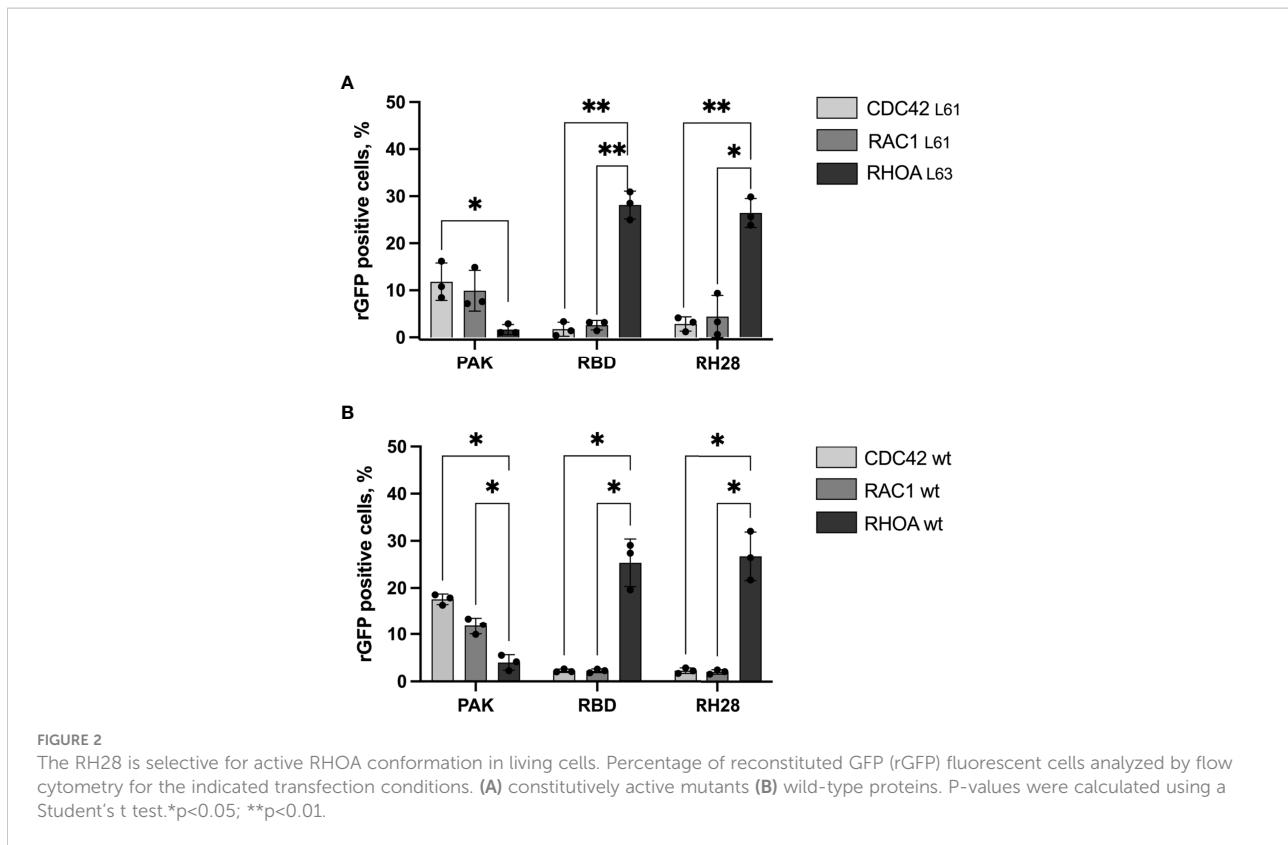 A
50
40
30
20
10
0
rGFP positive cells, %
*
**
**
**
*
PAK RBD RH28
CDC42 L61
RAC1 L61
RHOA L63
B
50
40
30
20
10
0
rGFP positive cells, %
* * *
* * *
PAK RBD RH28
CDC42 wt
RAC1 wt
RHOA wt
FIGURE 2
The RH28 is selective for active RHOA conformation in living cells. Percentage of reconstituted GFP (rGFP) fluorescent cells analyzed by flow
cytometry for the indicated transfection conditions. (A) constitutively active mutants (B) wild-type proteins. P-values were calculated using a
Student's t test.*p<0.05; **p<0.01.